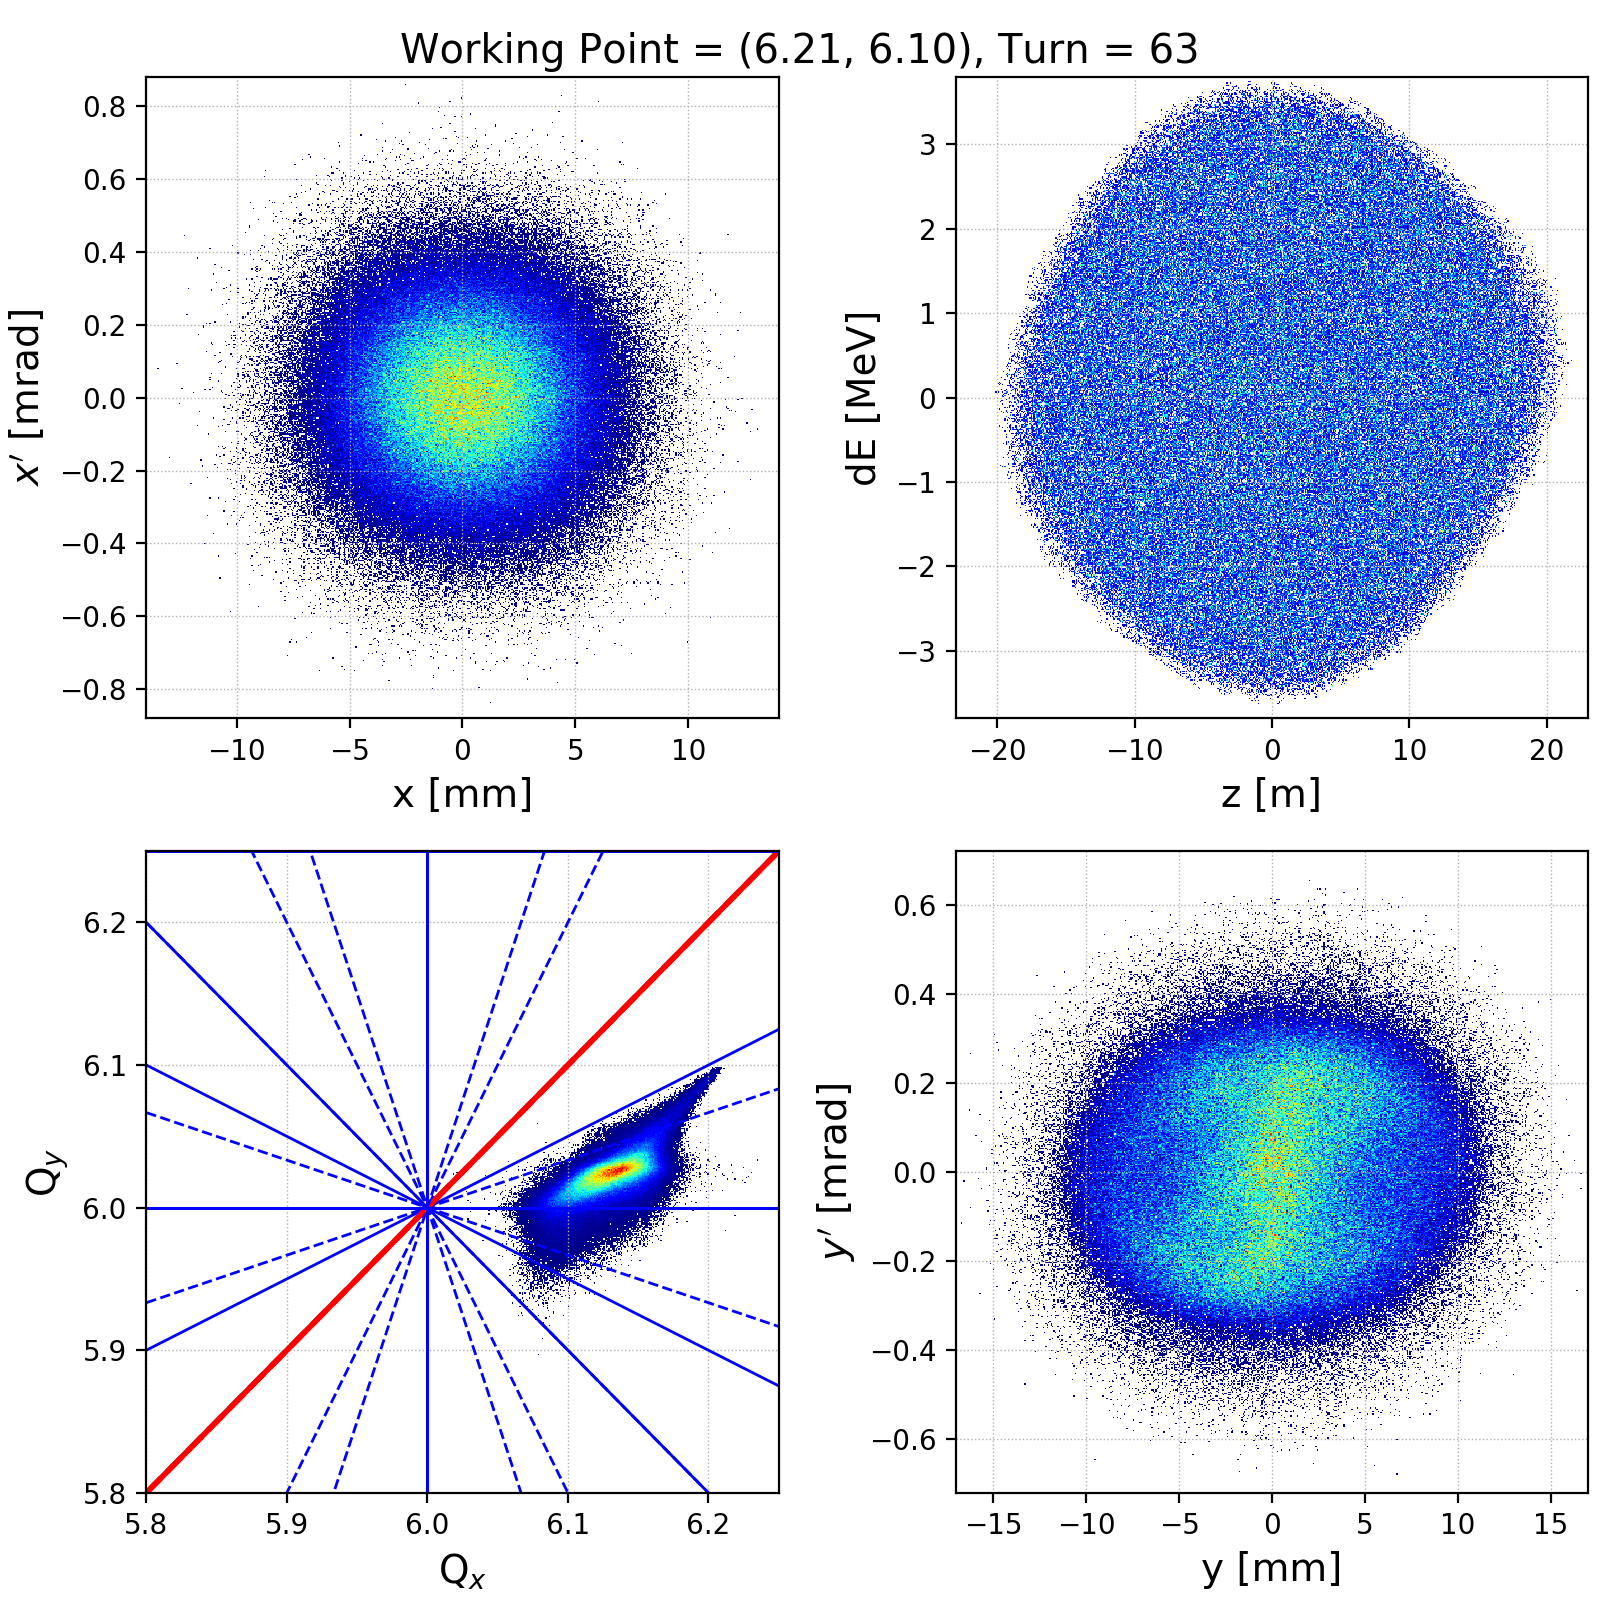 Working Point = (6.21, 6.10), Turn = 63
0.8
0.6
0.4
0.2
0.0
−0.2
−0.4
−0.6
−0.8
x′ [mrad]
−10 −5 0 5 10
x [mm]
3
2
1
0
−1
−2
−3
dE [MeV]
−20 −10 0 10 20
z [m]
6.2
6.1
6.0
5.9
5.8
Qy
5.8 5.9 6.0 6.1 6.2
Qx
0.6
0.4
0.2
0.0
−0.2
−0.4
−0.6
y′ [mrad]
−15 −10 −5 0 5 10 15
y [mm]